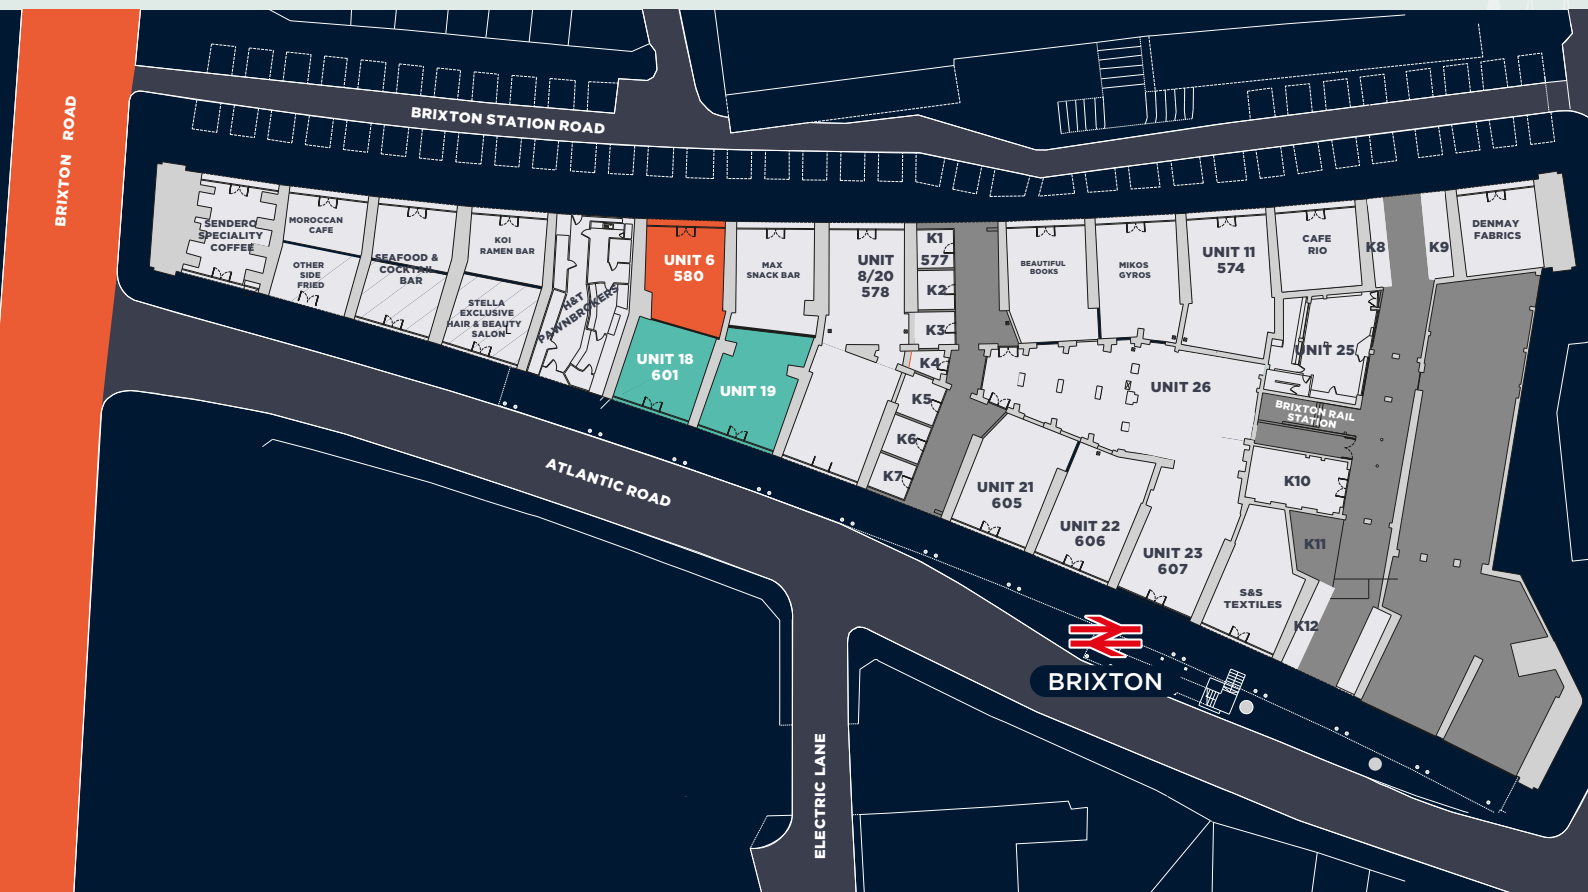 BRIXTON ROAD
BRIXTON STATION ROAD
SENDERO
SPECIALITY
COFFEE
MOROCCAN
CAFE
OTHER
SIDE
FRIED
SEAFOOD &
COCKTAIL
BAR
KOI
RAMEN BAR
STELLA
EXCLUSIVE
HAIR & BEAUTY
SALON
H&T
PAWNBROKERS
UNIT 6
580
UNIT 18
601
MAX
SNACK BAR
UNIT 19
UNIT
8/20
578
K1
577
K2
K3
K4
K5
K6
K7
BEAUTIFUL
BOOKS
MIKOS
GYROS
UNIT 11
574
CAFE
RIO
K8
K9
DENMAY
FABRICS
UNIT 25
UNIT 26
BRIXTON RAIL
STATION
K10
K11
K12
UNIT 21
605
UNIT 22
606
UNIT 23
607
S&S
TEXTILES
ATLANTIC ROAD
BRIXTON
ELECTRIC LANE